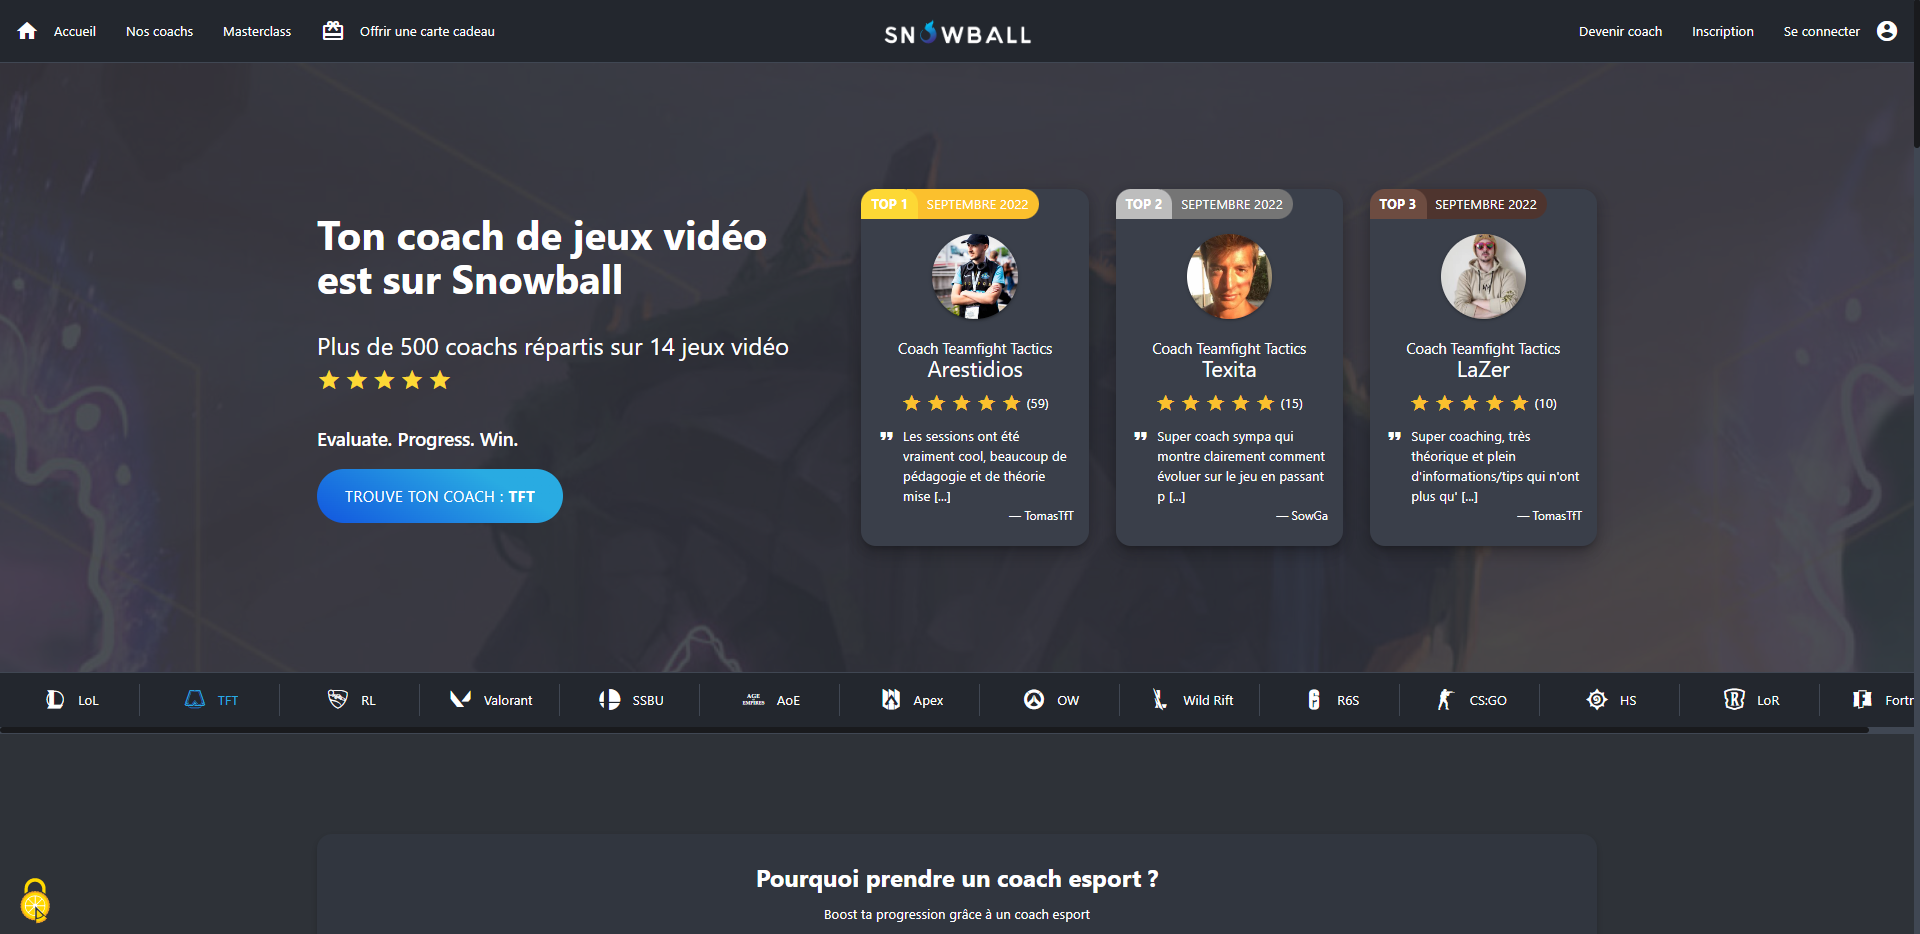 Accueil
Nos coachs
Masterclass
Offrir une carte cadeau
SNOWBALL
Devenir coach
Inscription
Se connecter
Ton coach de jeux vidéo
est sur Snowball
Plus de 500 coachs répartis sur 14 jeux vidéo
Evaluate. Progress. Win.
TROUVE TON COACH : TFT
TOP 1 SEPTEMBRE 2022
Coach Teamfight Tactics
Arestidios
(59)
Les sessions ont été
vraiment cool, beaucoup de
pédagogie et de théorie
mise [...]
— TomasTfT
TOP 2 SEPTEMBRE 2022
Coach Teamfight Tactics
Texita
(15)
Super coach sympa qui
montre clairement comment
évoluer sur le jeu en passant
p [...]
— SowGa
TOP 3 SEPTEMBRE 2022
Coach Teamfight Tactics
LaZer
(10)
Super coaching, très
théorique et plein
d'informations/tips qui n'ont
plus qu' [...]
— TomasTfT
LoL
TFT
RL
Valorant
SSBU
AGE
EMPIRES
AoE
Apex
OW
Wild Rift
R6S
CS:GO
HS
LoR
Fortr
Pourquoi prendre un coach esport ?
Boost ta progression grâce à un coach esport